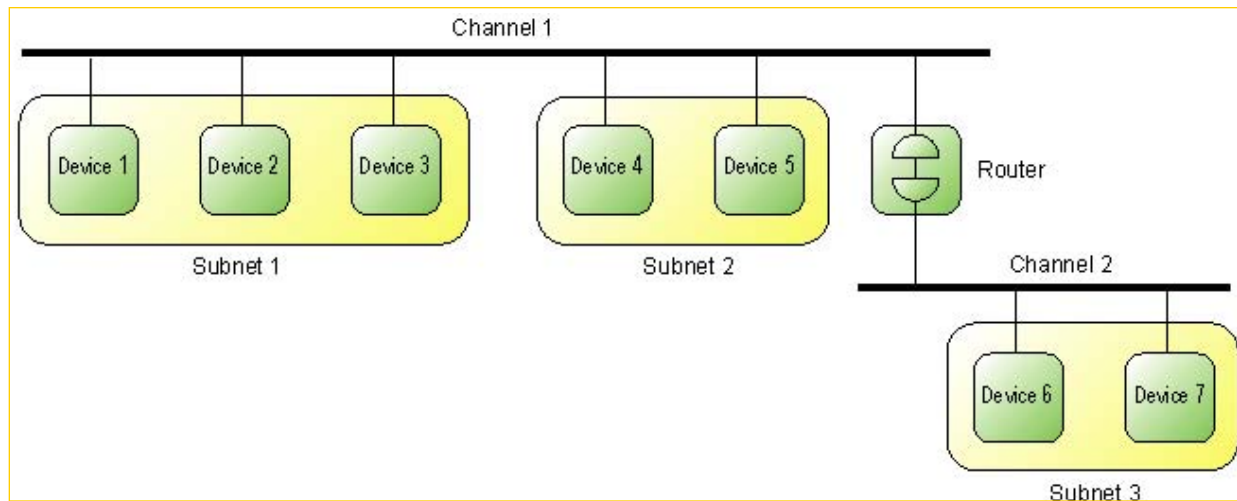 Channel 1
Device 1
Device 2
Device 3
Device 4
Device 5
Router
Subnet 1
Subnet 2
Channel 2
Device 6
Device 7
Subnet 3